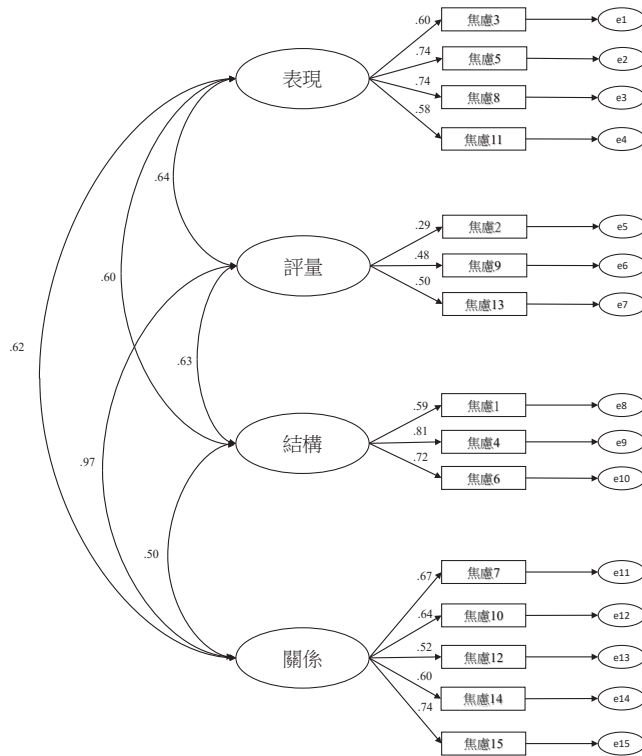 .60
焦慮3
e1
表現
.74
焦慮5
e2
.74
焦慮8
e3
.58
焦慮11
e4
.64
.29
焦慮2
e5
評量
.48
焦慮9
e6
.50
焦慮13
e7
.60
.62
.63
.59
焦慮1
e8
結構
.81
焦慮4
e9
.72
焦慮6
e10
.97
.50
.67
焦慮7
e11
.64
焦慮10
e12
關係
.52
焦慮12
e13
.60
焦慮14
e14
.74
焦慮15
e15